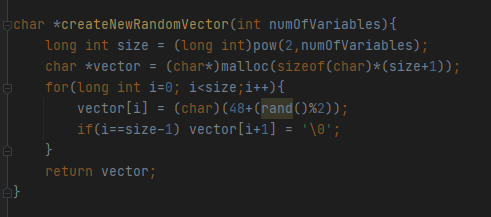 char *createNewRandomVector(int numOfVariables){
    long int size = (long int)pow(2,numOfVariables);
    char *vector = (char*)malloc(sizeof(char)*(size+1));
    for(long int i=0; i<size;i++){
        vector[i] = (char)(48+(rand()%2));
        if(i==size-1) vector[i+1] = '\0';
    }
    return vector;
}